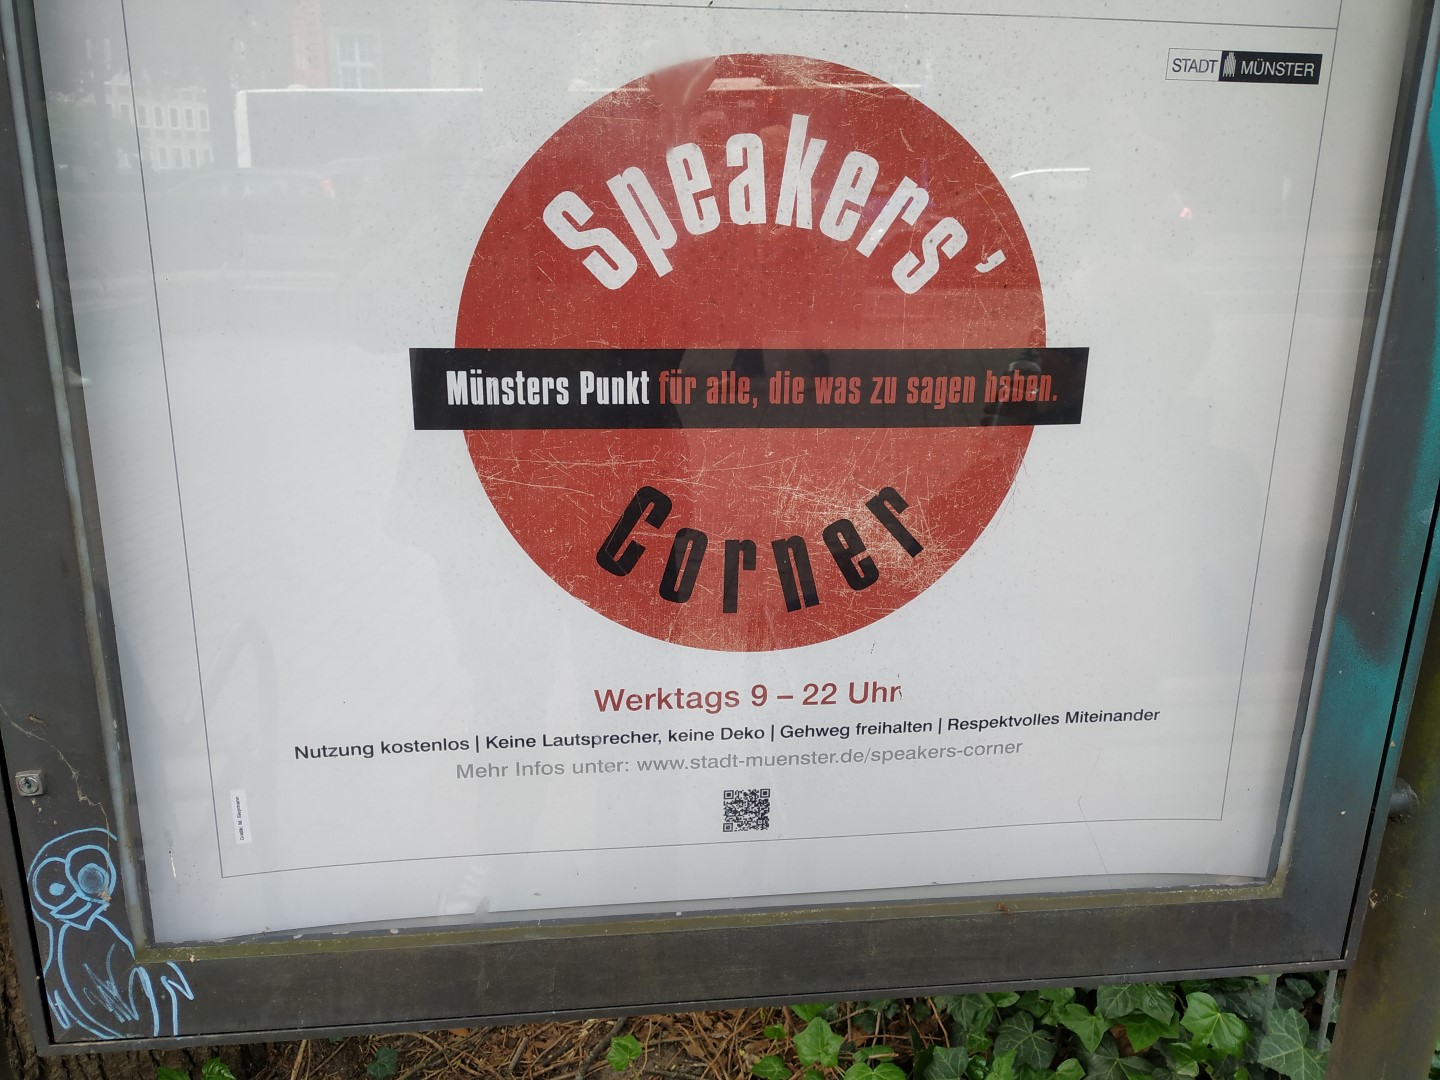 STADT MÜNSTER
Speakers'
Münsters Punkt für alle, die was zu sagen haben.
Corner
Werktags 9 – 22 Uhr
Nutzung kostenlos | Keine Lautsprecher, keine Deko | Gehweg freihalten | Respektvolles Miteinander
Mehr Infos unter: www.stadt-muenster.de/speakers-corner